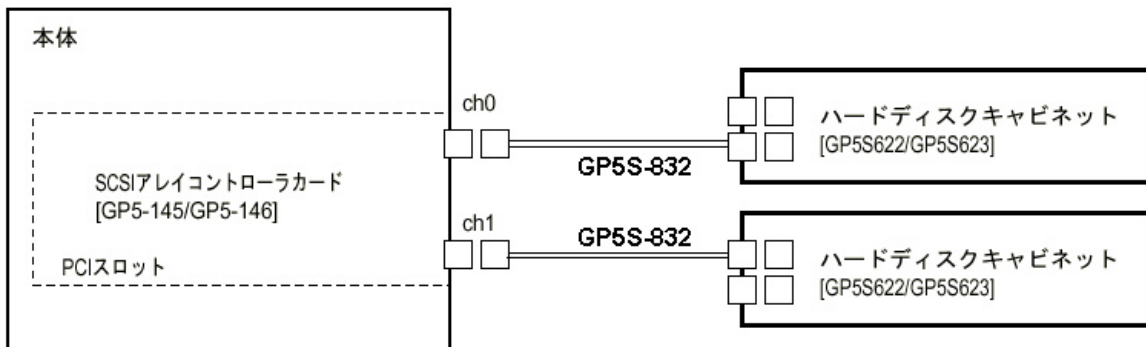 本体
SCSIアレイコントローラカード
[GP5-145/GP5-146]
PCIスロット
ch0
GP5S-832
ハードディスクキャビネット
[GP5S622/GP5S623]
ch1
GP5S-832
ハードディスクキャビネット
[GP5S622/GP5S623]